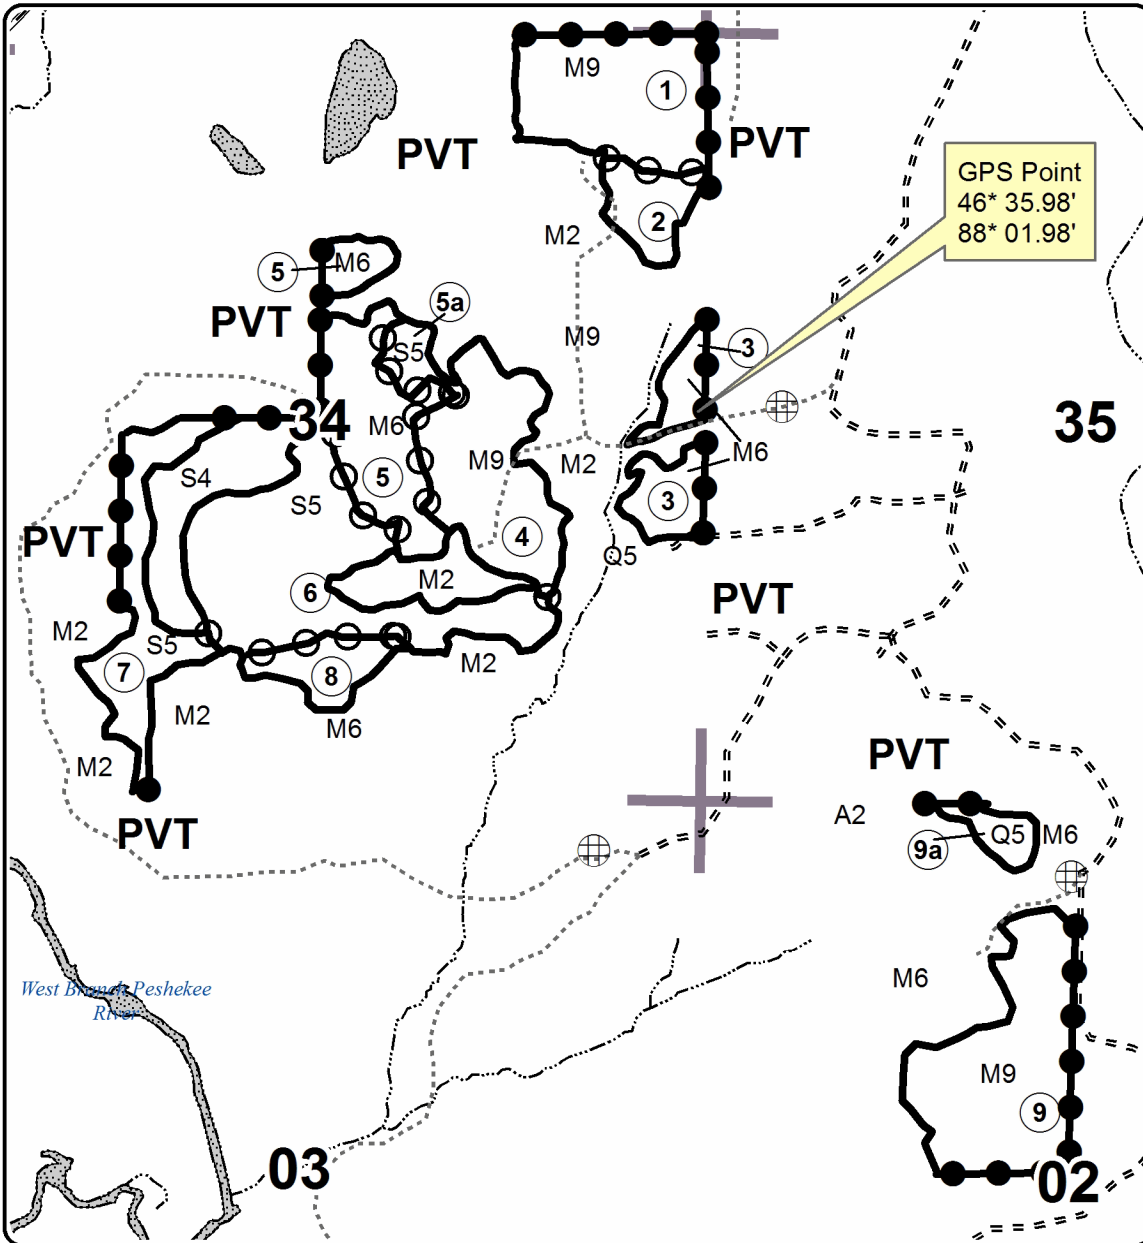 M9
1
PVT
PVT
GPS Point
46* 35.98'
88* 01.98'
2
M2
5
M6
5a
PVT
S5
M9
3
34
M6
35
M9
M2
M6
S4
5
3
S5
4
PVT
Q5
M2
6
PVT
M2
S5
7
8
M2
M2
M6
M2
PVT
PVT
A2
9a
Q5
M6
M6
West Branch Peshekee
River
M9
9
03
02